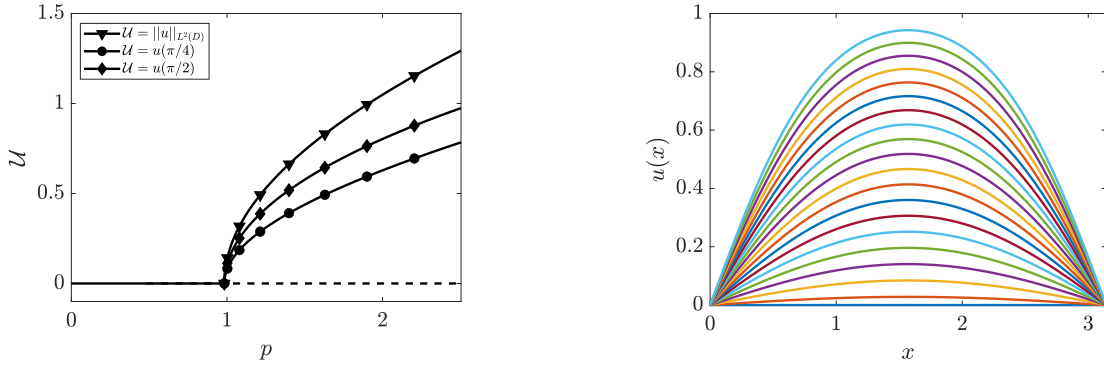 1.5
1
0.5
0
0
1
2
𝒰
p
𝒰 = ||u||_{L²(D)}
𝒰 = u(π/4)
𝒰 = u(π/2)
1
0.8
0.6
0.4
0.2
0
0
1
2
3
u(x)
x